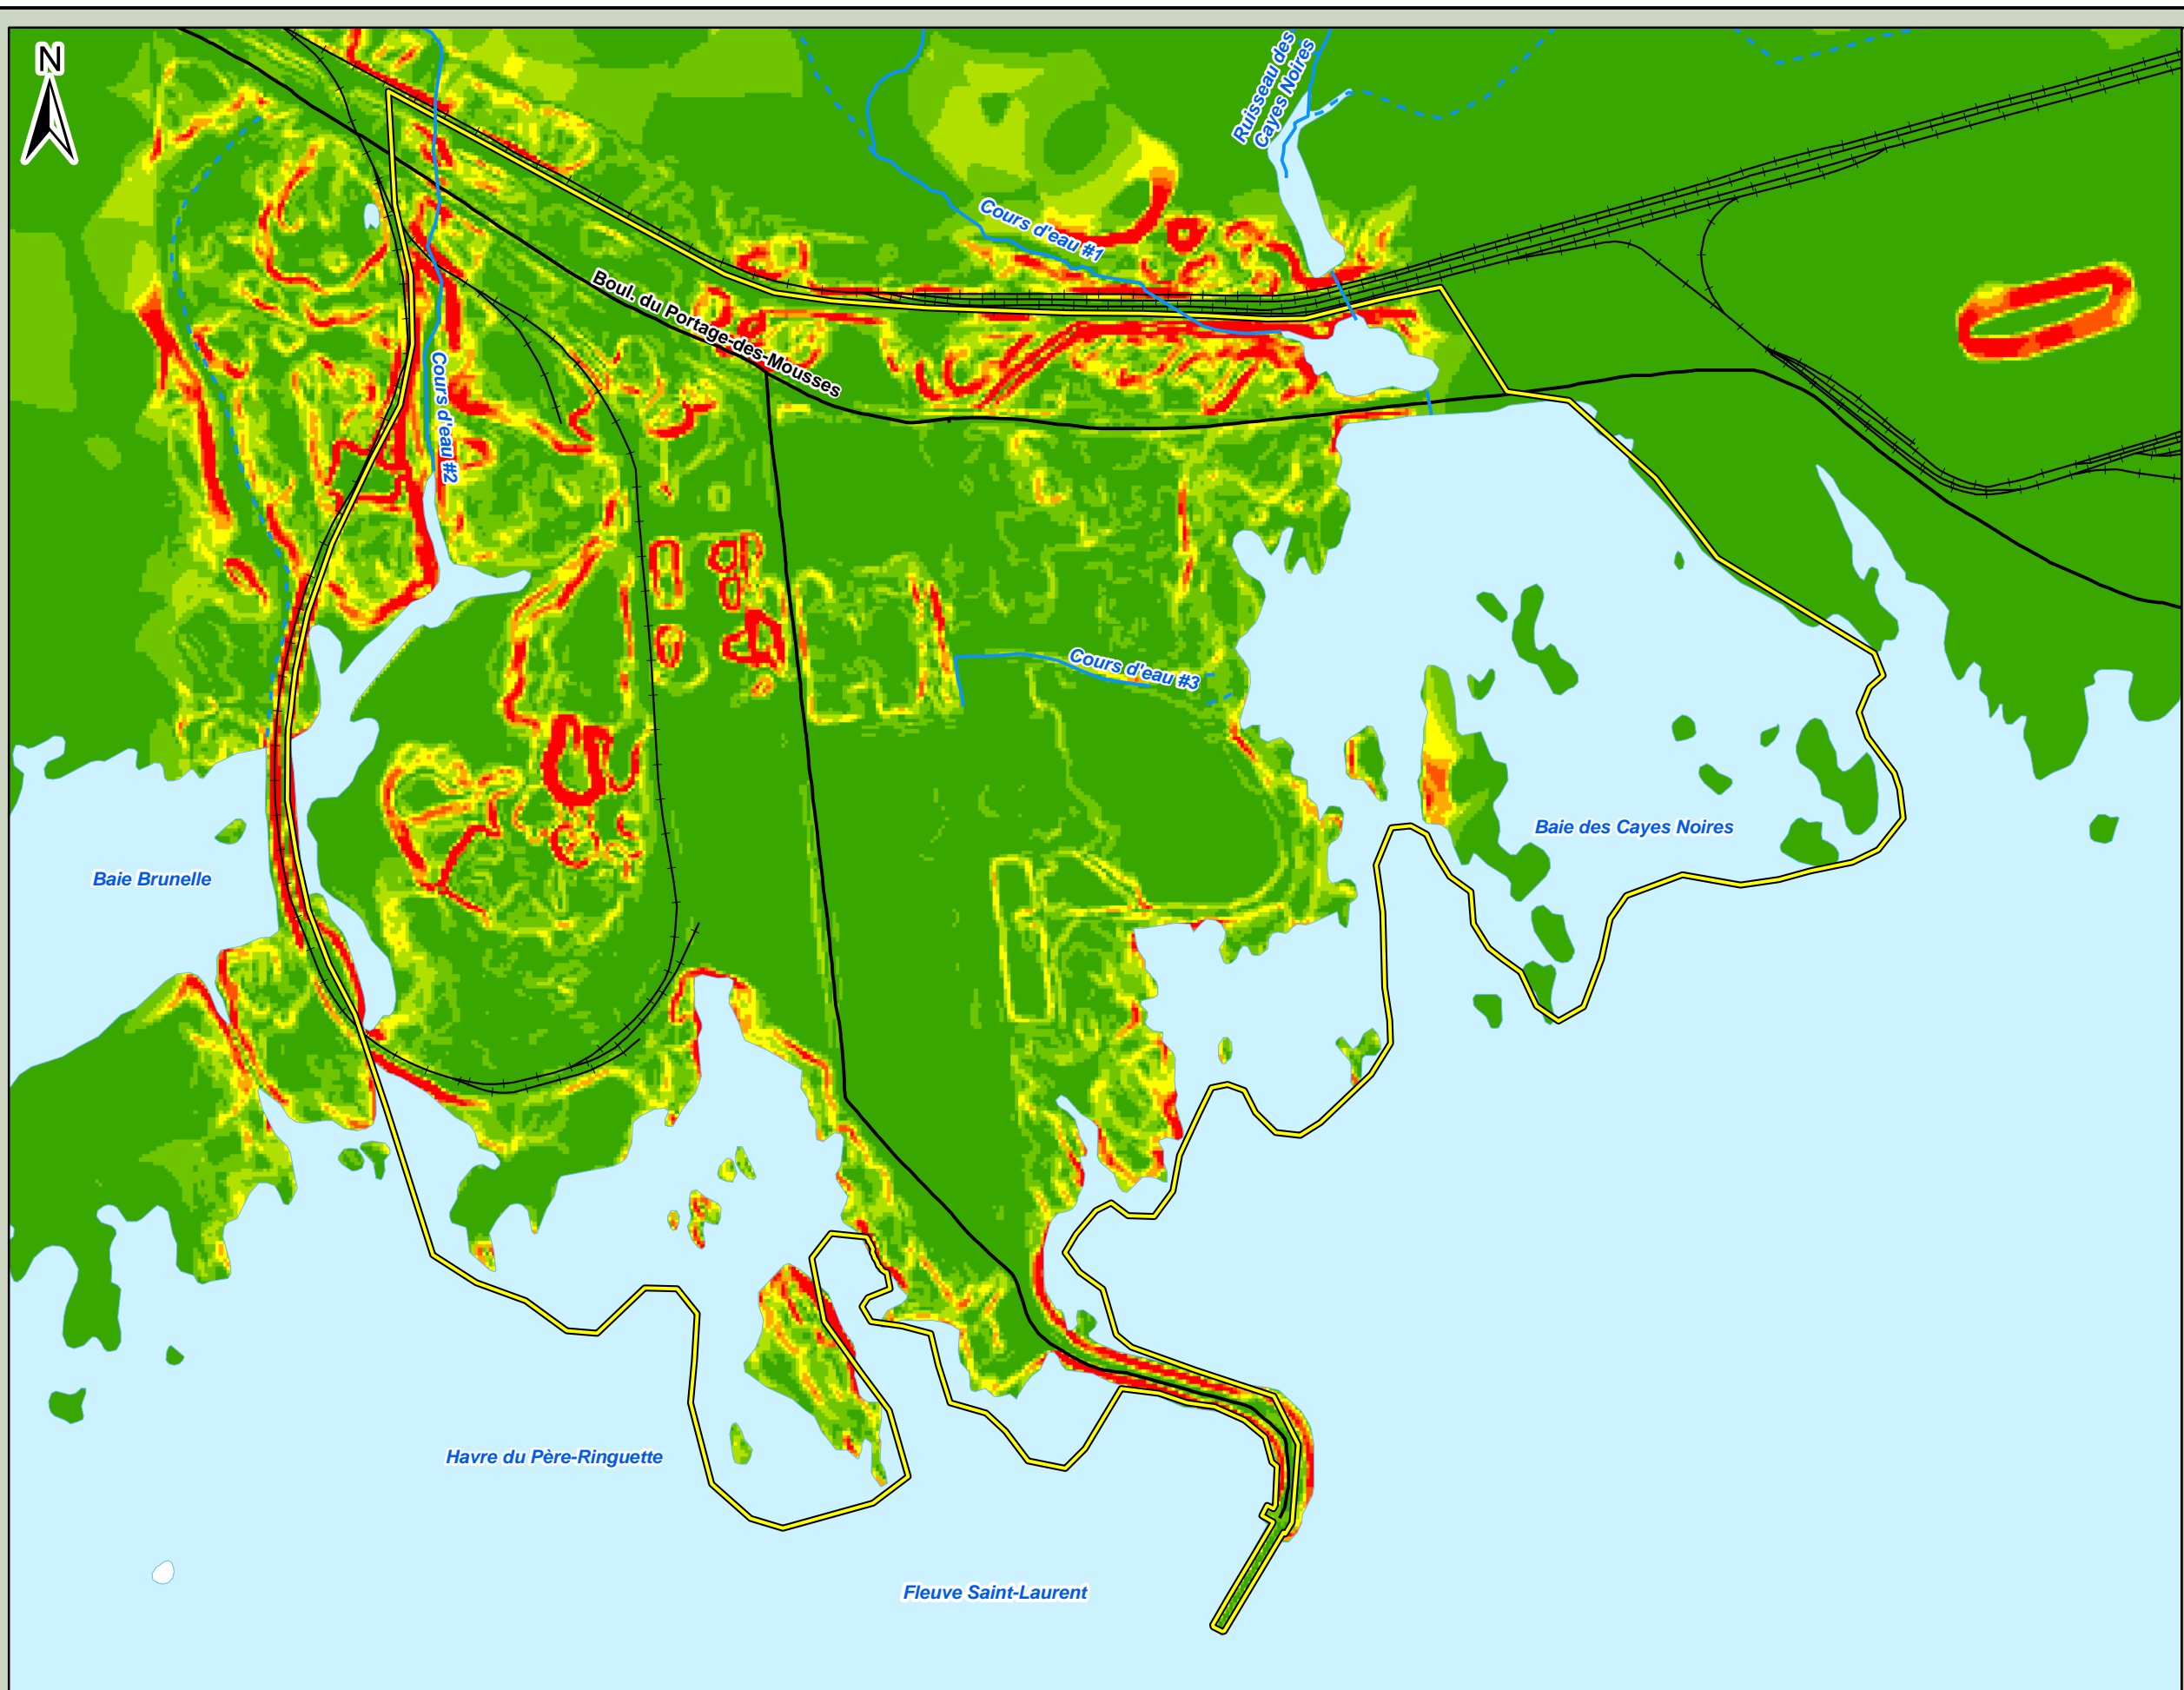 N
Ruisseau des
Cayes Noires
Cours d'eau #1
Boul. du Portage-des-Mousses
Cours d'eau #2
Cours d'eau #3
Baie des Cayes Noires
Baie Brunelle
Havre du Père-Ringuette
Fleuve Saint-Laurent